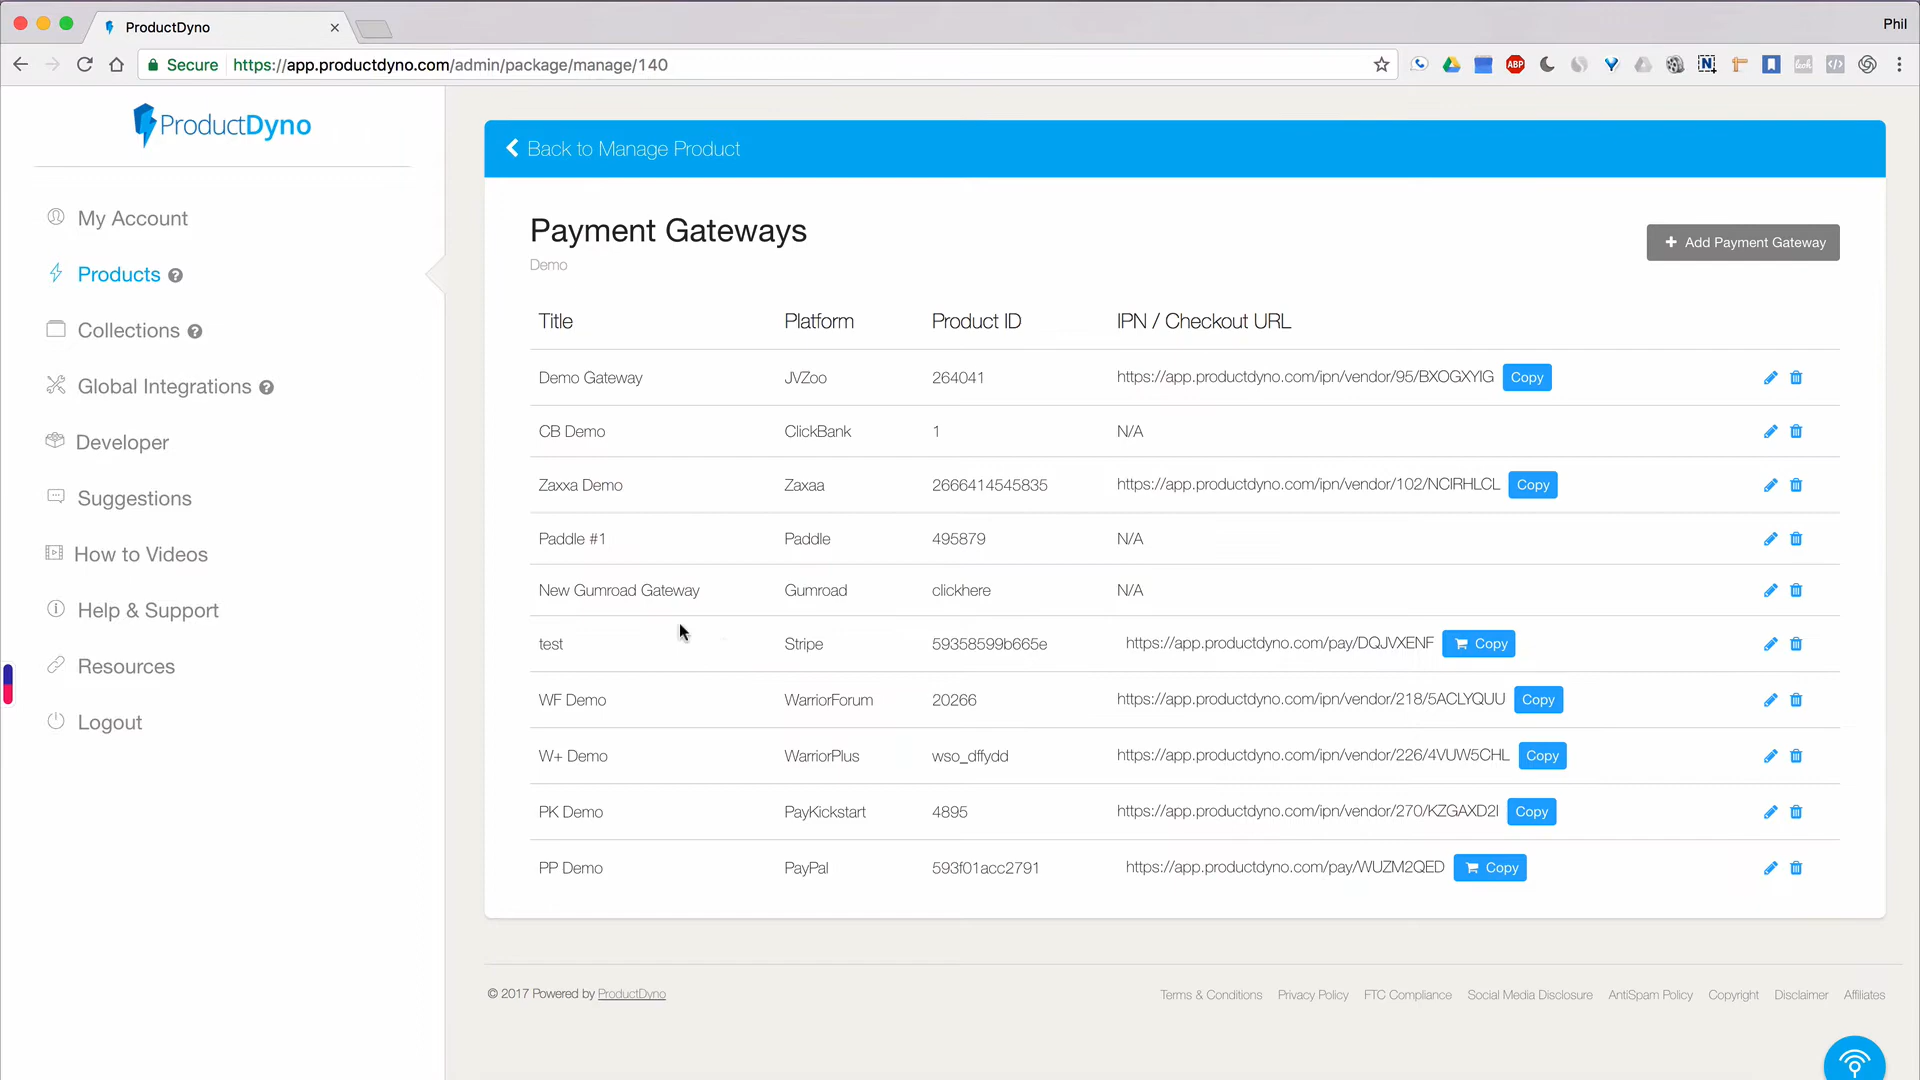 ProductDyno
Phil
Secure https://app.productdyno.com/admin/package/manage/140
ABP
N
ProductDyno
My Account
Products ?
Collections ?
Global Integrations ?
Developer
Suggestions
How to Videos
Help & Support
Resources
Logout
Back to Manage Product
Payment Gateways
Demo
+ Add Payment Gateway
Title Platform Product ID IPN / Checkout URL
Demo Gateway JVZoo 264041 https://app.productdyno.com/ipn/vendor/95/BXOGXYIG Copy
CB Demo ClickBank 1 N/A
Zaxxa Demo Zaxaa 2666414545835 https://app.productdyno.com/ipn/vendor/102/NCIRHLCL Copy
Paddle #1 Paddle 495879 N/A
New Gumroad Gateway Gumroad clickhere N/A
test Stripe 59358599b665e https://app.productdyno.com/pay/DQJVXENF Copy
WF Demo WarriorForum 20266 https://app.productdyno.com/ipn/vendor/218/5ACLYQUU Copy
W+ Demo WarriorPlus wso_dffydd https://app.productdyno.com/ipn/vendor/226/4VUW5CHL Copy
PK Demo PayKickstart 4895 https://app.productdyno.com/ipn/vendor/270/KZGAXD2I Copy
PP Demo PayPal 593f01acc2791 https://app.productdyno.com/pay/WUZM2QED Copy
© 2017 Powered by ProductDyno
Terms & Conditions Privacy Policy FTC Compliance Social Media Disclosure AntiSpam Policy Copyright Disclaimer Affiliates